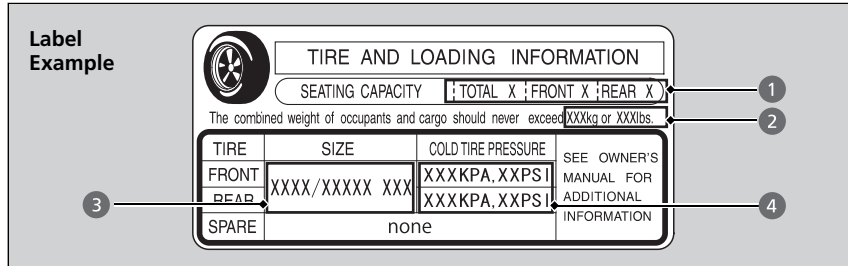 Label
Example
TIRE AND LOADING INFORMATION
SEATING CAPACITY TOTAL X FRONT X REAR X
1
The combined weight of occupants and cargo should never exceed XXXkg or XXXlbs.
2
TIRE SIZE COLD TIRE PRESSURE
SEE OWNER'S
MANUAL FOR
ADDITIONAL
INFORMATION
FRONT XXXX/XXXXX XXX XXXKPA,XXPSI
REAR XXXKPA,XXPSI
3
4
SPARE none